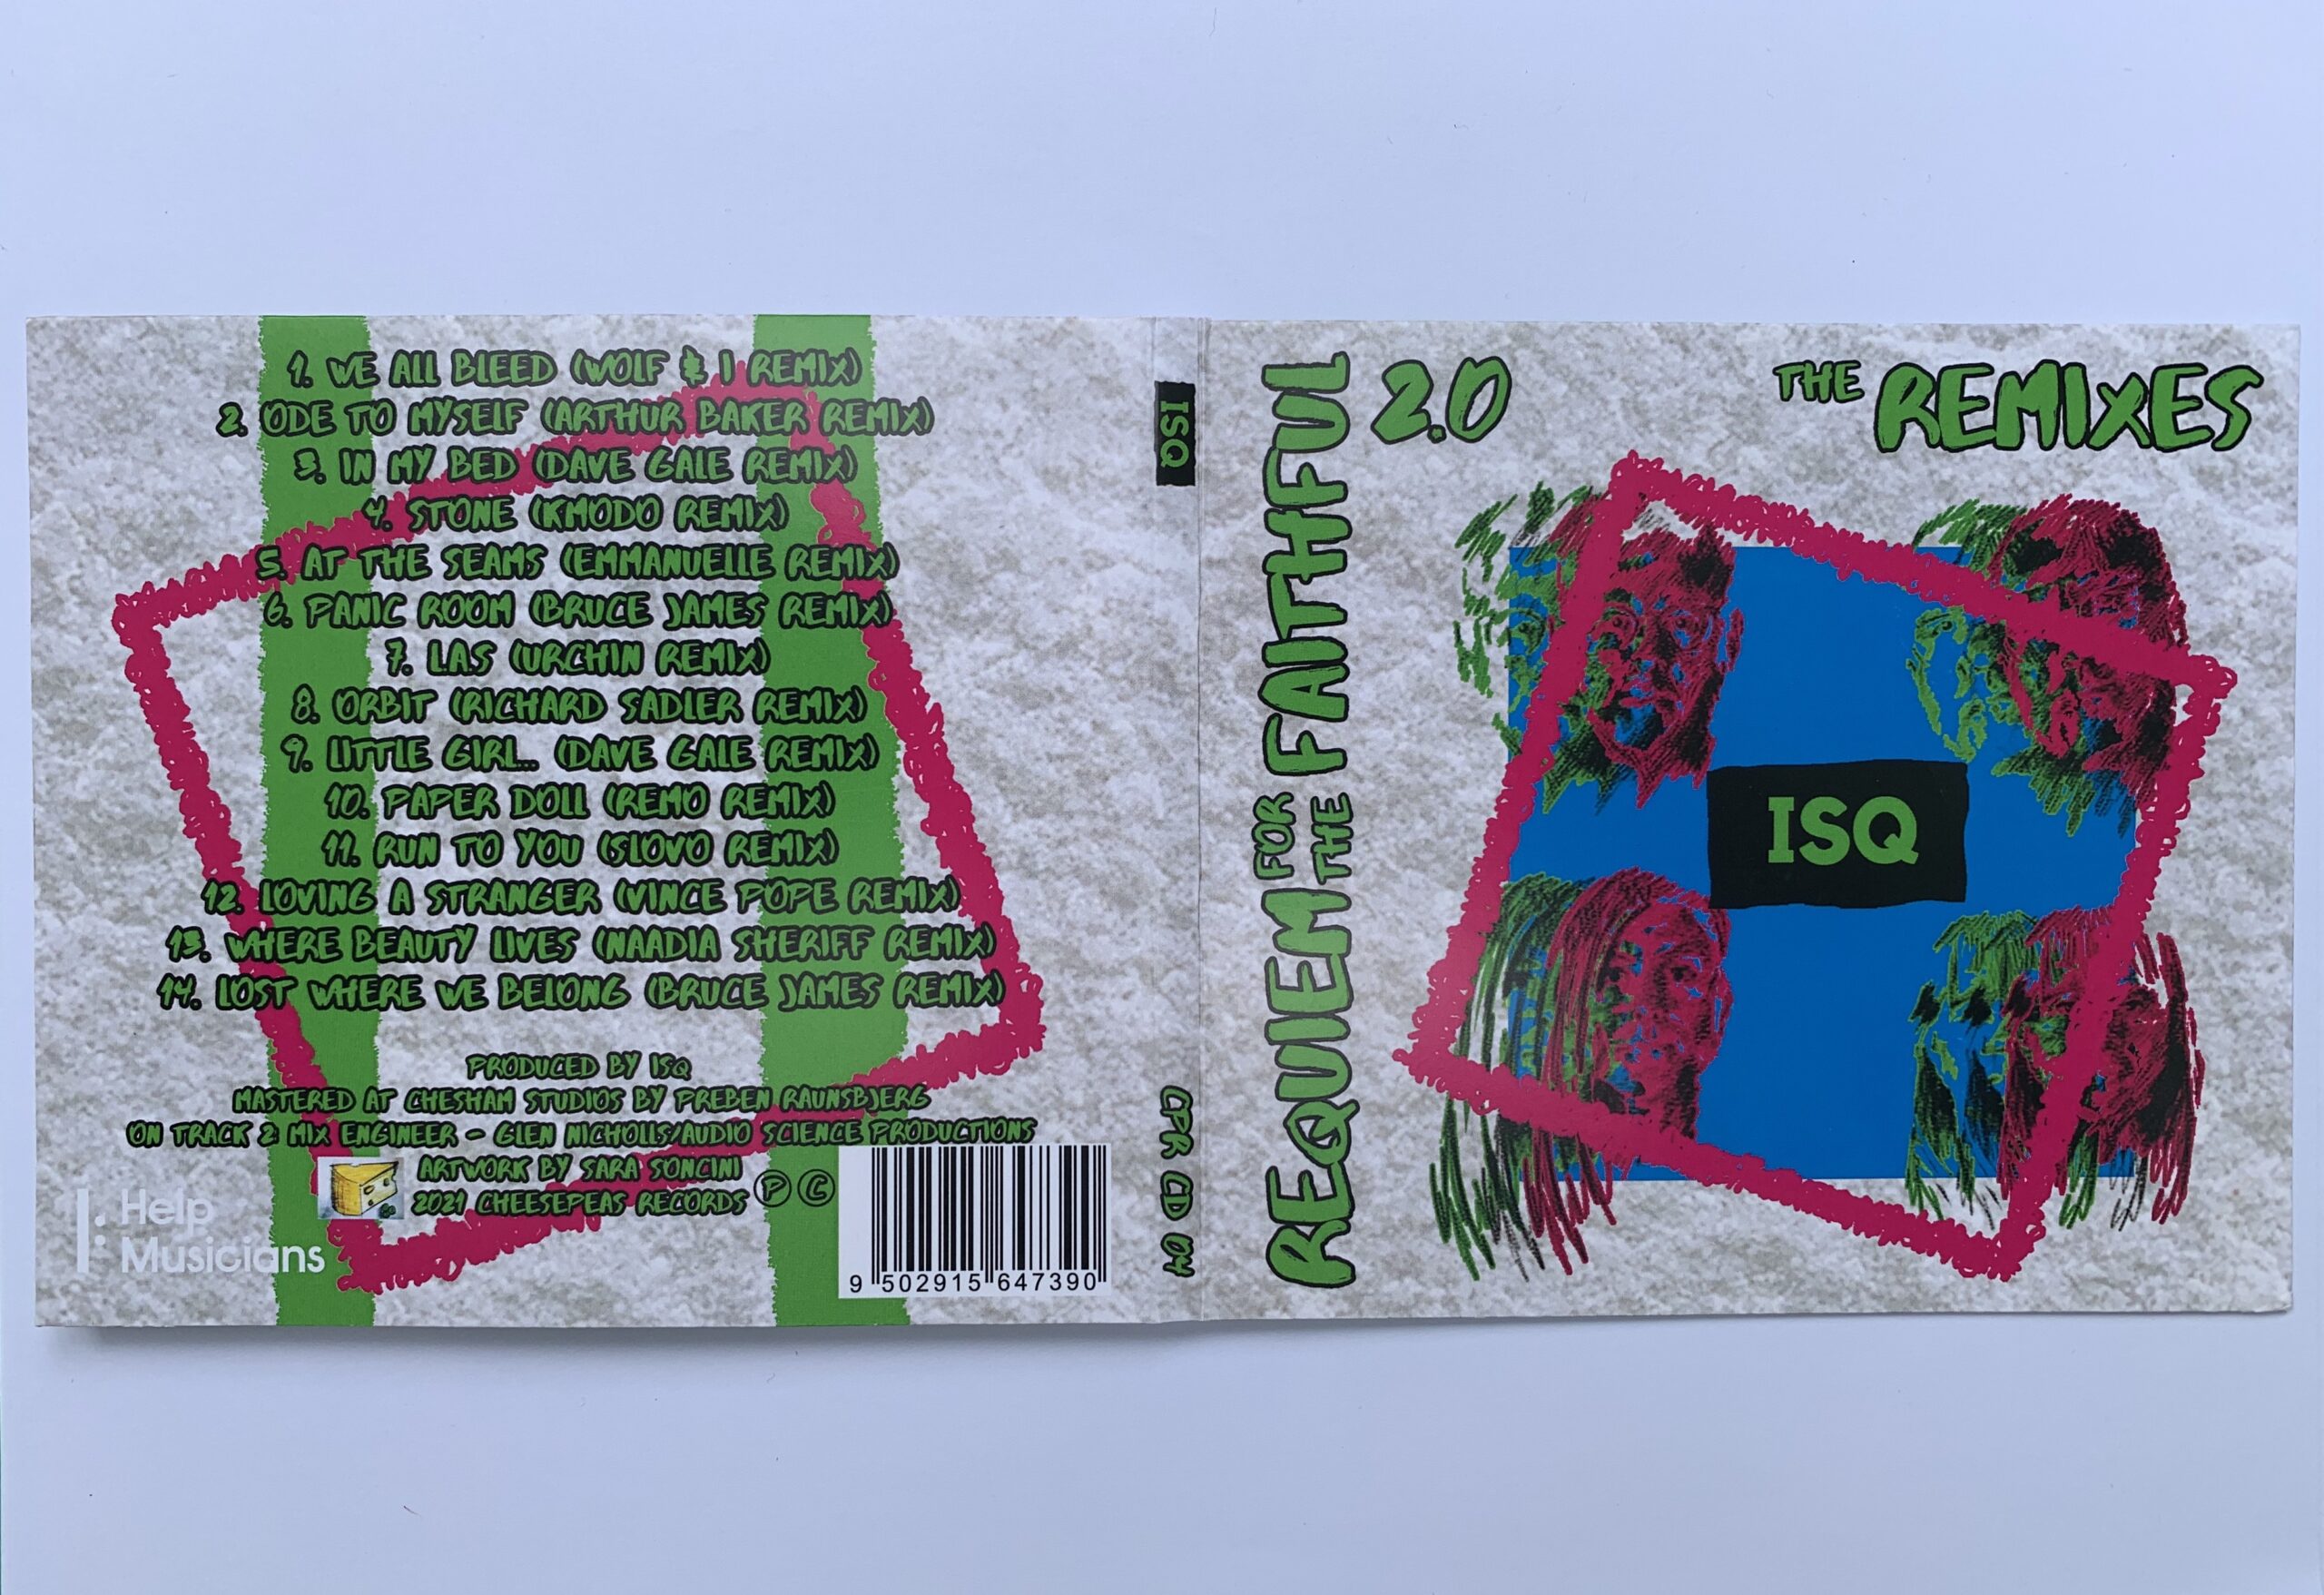 1. WE ALL BLEED (WOLF & I REMIX)
2. ODE TO MYSELF (ARTHUR BAKER REMIX)
3. IN MY BED (DAVE GALE REMIX)
4. STONE (KMODO REMIX)
5. AT THE SEAMS (EMMANUELLE REMIX)
6. PANIC ROOM (BRUCE JAMES REMIX)
7. LAS (URCHIN REMIX)
8. ORBIT (RICHARD SADLER REMIX)
9. LITTLE GIRL... (DAVE GALE REMIX)
10. PAPER DOLL (REMO REMIX)
11. RUN TO YOU (SLOVO REMIX)
12. LOVING A STRANGER (VINCE POPE REMIX)
13. WHERE BEAUTY LIVES (NAADIA SHERIFF REMIX)
14. LOST WHERE WE BELONG (BRUCE JAMES REMIX)
PRODUCED BY ISQ
MASTERED AT CHESHAM STUDIOS BY PREBEN RAUNSBJERG
ON TRACK 2: MIX ENGINEER - GLEN NICHOLLS/AUDIO SCIENCE PRODUCTIONS
ARTWORK BY SARA SONCINI
2021 CHEESEPEAS RECORDS Ⓟ ©
Help
Musicians
9 502915 647390
ISQ
CPR CD 04
REQUIEM FOR THE FAITHFUL
2.0
THE REMIXES
ISQ